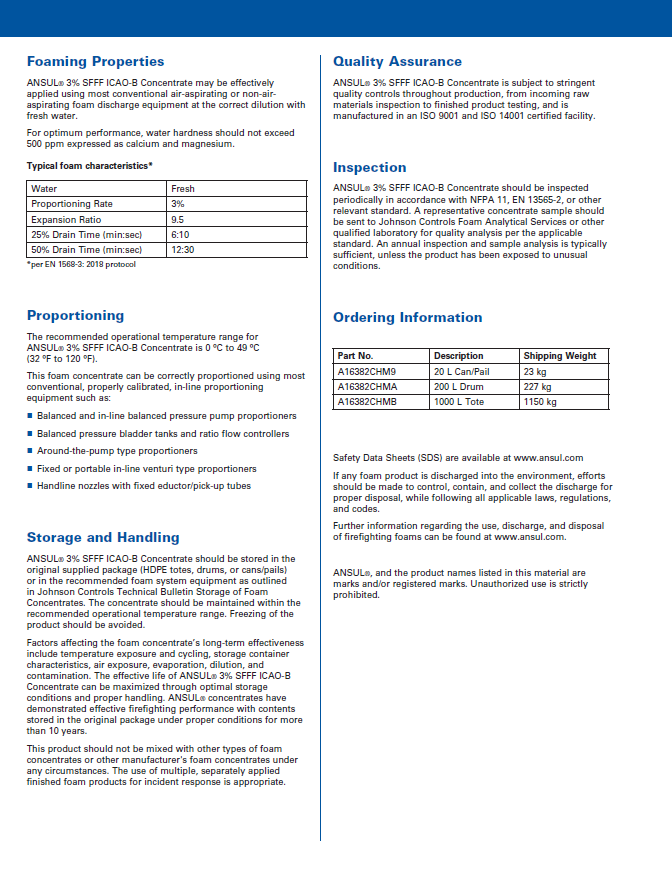 Foaming Properties
ANSUL® 3% SFFF ICAO-B Concentrate may be effectively
applied using most conventional air-aspirating or non-air-
aspirating foam discharge equipment at the correct dilution with
fresh water.
For optimum performance, water hardness should not exceed
500 ppm expressed as calcium and magnesium.
Typical foam characteristics*
Water Fresh
Proportioning Rate 3%
Expansion Ratio 9.5
25% Drain Time (min:sec) 6:10
50% Drain Time (min:sec) 12:30
*per EN 1568-3: 2018 protocol
Proportioning
The recommended operational temperature range for
ANSUL® 3% SFFF ICAO-B Concentrate is 0 ºC to 49 ºC
(32 ºF to 120 ºF).
This foam concentrate can be correctly proportioned using most
conventional, properly calibrated, in-line proportioning
equipment such as:
■ Balanced and in-line balanced pressure pump proportioners
■ Balanced pressure bladder tanks and ratio flow controllers
■ Around-the-pump type proportioners
■ Fixed or portable in-line venturi type proportioners
■ Handline nozzles with fixed eductor/pick-up tubes
Storage and Handling
ANSUL® 3% SFFF ICAO-B Concentrate should be stored in the
original supplied package (HDPE totes, drums, or cans/pails)
or in the recommended foam system equipment as outlined
in Johnson Controls Technical Bulletin Storage of Foam
Concentrates. The concentrate should be maintained within the
recommended operational temperature range. Freezing of the
product should be avoided.
Factors affecting the foam concentrate's long-term effectiveness
include temperature exposure and cycling, storage container
characteristics, air exposure, evaporation, dilution, and
contamination. The effective life of ANSUL® 3% SFFF ICAO-B
Concentrate can be maximized through optimal storage
conditions and proper handling. ANSUL® concentrates have
demonstrated effective firefighting performance with contents
stored in the original package under proper conditions for more
than 10 years.
This product should not be mixed with other types of foam
concentrates or other manufacturer's foam concentrates under
any circumstances. The use of multiple, separately applied
finished foam products for incident response is appropriate.
Quality Assurance
ANSUL® 3% SFFF ICAO-B Concentrate is subject to stringent
quality controls throughout production, from incoming raw
materials inspection to finished product testing, and is
manufactured in an ISO 9001 and ISO 14001 certified facility.
Inspection
ANSUL® 3% SFFF ICAO-B Concentrate should be inspected
periodically in accordance with NFPA 11, EN 13565-2, or other
relevant standard. A representative concentrate sample should
be sent to Johnson Controls Foam Analytical Services or other
qualified laboratory for quality analysis per the applicable
standard. An annual inspection and sample analysis is typically
sufficient, unless the product has been exposed to unusual
conditions.
Ordering Information
Part No. Description Shipping Weight
A16382CHM9 20 L Can/Pail 23 kg
A16382CHMA 200 L Drum 227 kg
A16382CHMB 1000 L Tote 1150 kg
Safety Data Sheets (SDS) are available at www.ansul.com
If any foam product is discharged into the environment, efforts
should be made to control, contain, and collect the discharge for
proper disposal, while following all applicable laws, regulations,
and codes.
Further information regarding the use, discharge, and disposal
of firefighting foams can be found at www.ansul.com.
ANSUL®, and the product names listed in this material are
marks and/or registered marks. Unauthorized use is strictly
prohibited.